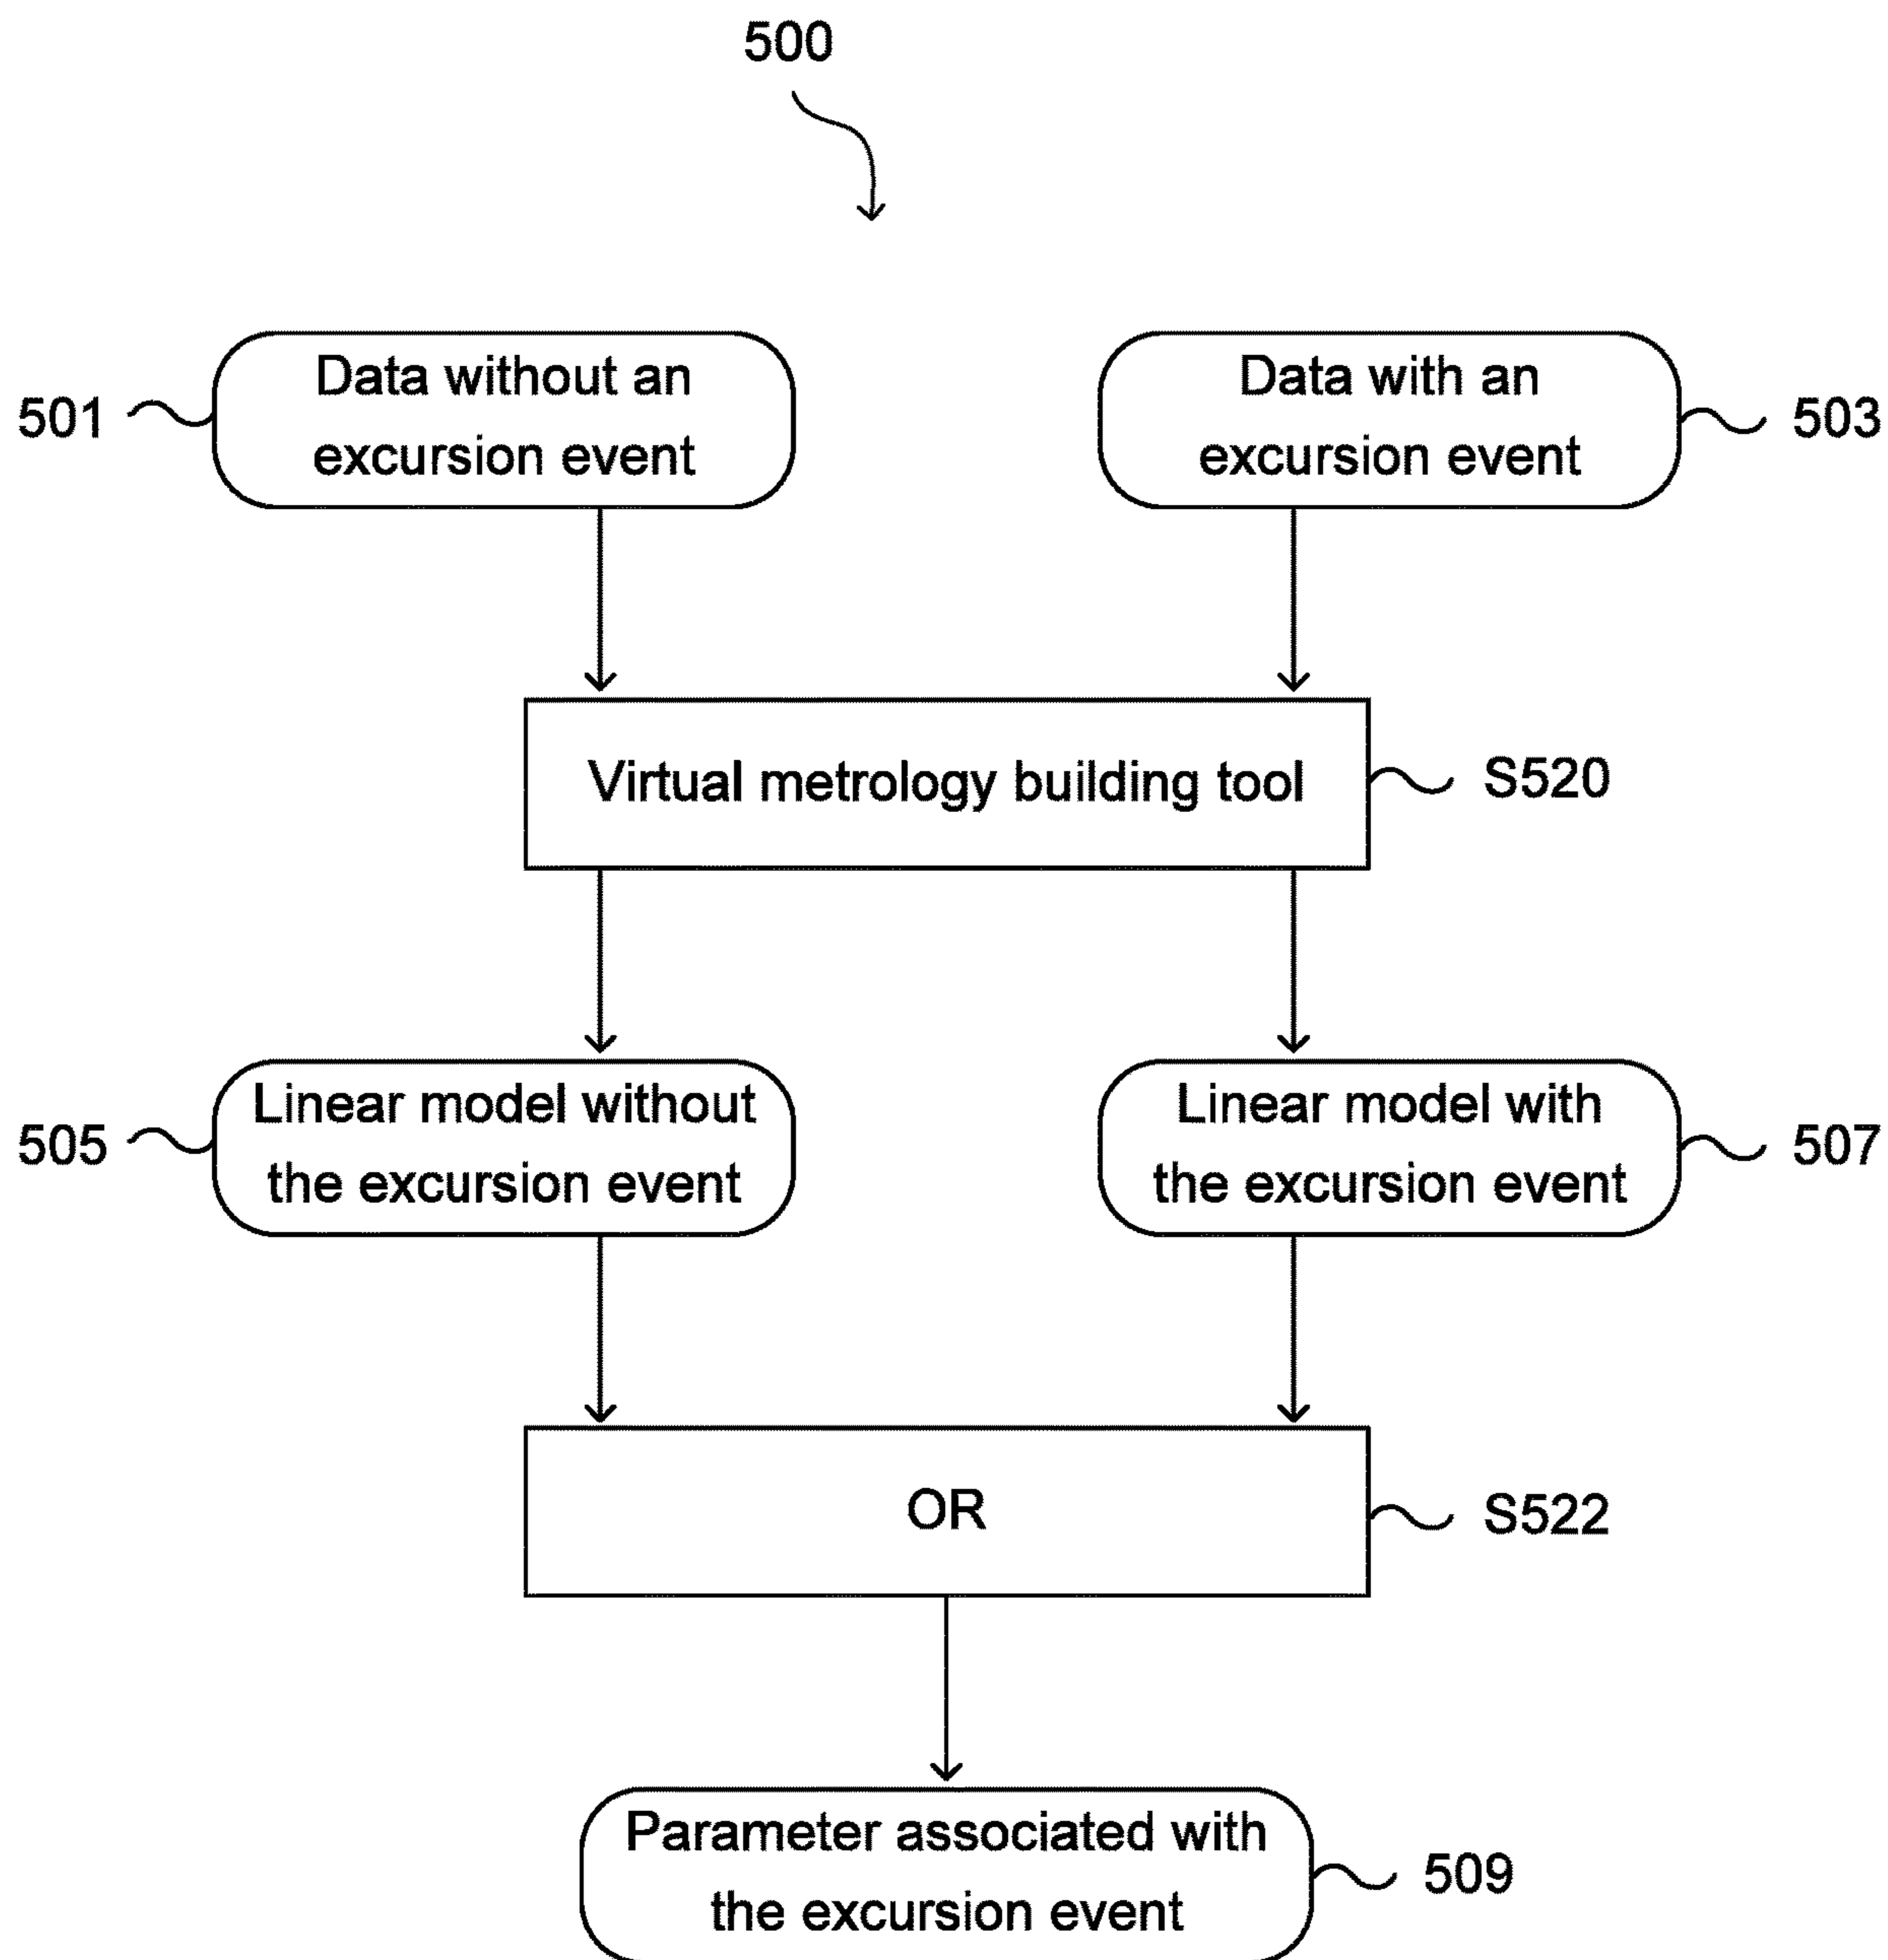 500
501
Data without an
excursion event
Data with an
excursion event
503
Virtual metrology building tool
S520
505
Linear model without
the excursion event
Linear model with
the excursion event
507
OR
S522
Parameter associated with
the excursion event
509